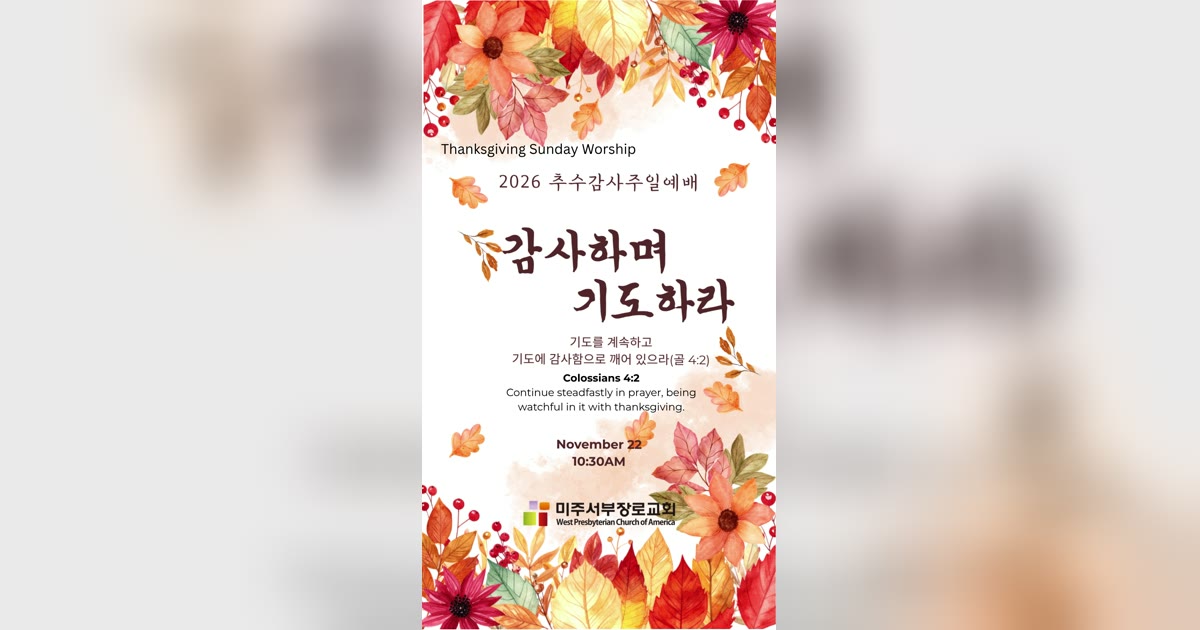 Thanksgiving Sunday Worship
2026 추수감사주일예배
감사하며
기도하라
기도를 계속하고
기도에 감사함으로 깨어 있으라(골 4:2)
Colossians 4:2
Continue steadfastly in prayer, being
watchful in it with thanksgiving.
November 22
10:30AM
미주서부장로교회
West Presbyterian Church of America